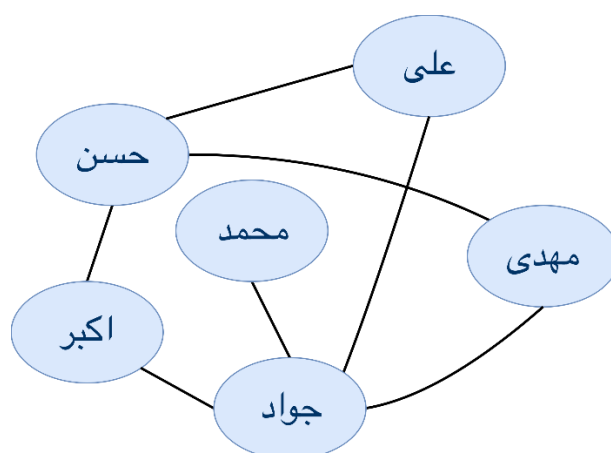 علی
حسن
محمد
مهدی
اکبر
جواد